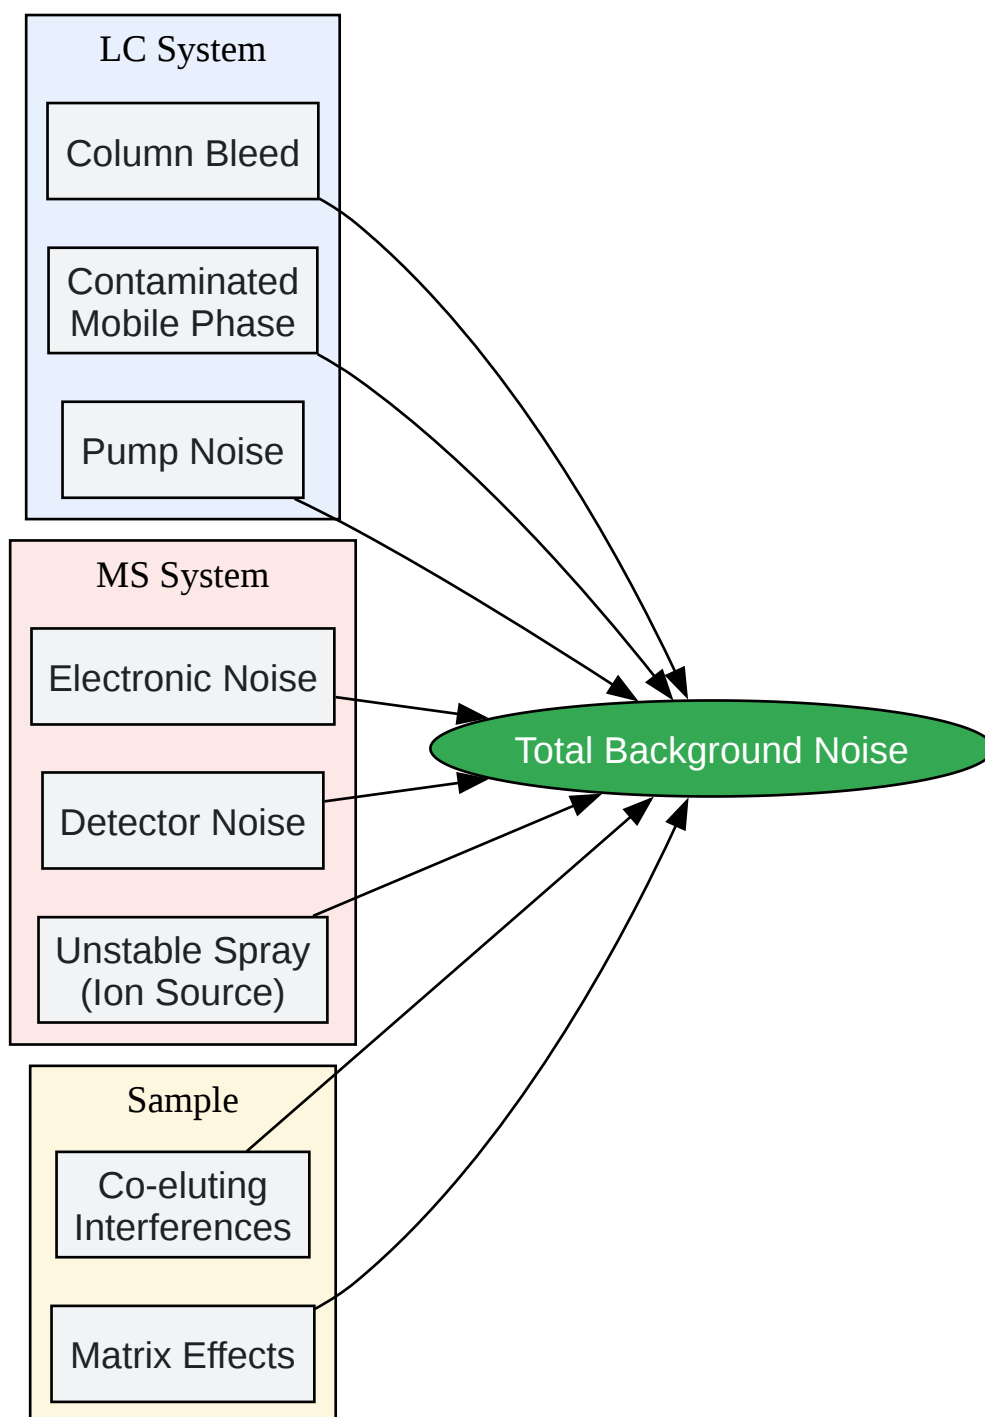 LC System
Column Bleed
Contaminated
Mobile Phase
Pump Noise
MS System
Electronic Noise
Detector Noise
Unstable Spray
(Ion Source)
Sample
Co-eluting
Interferences
Matrix Effects
Total Background Noise